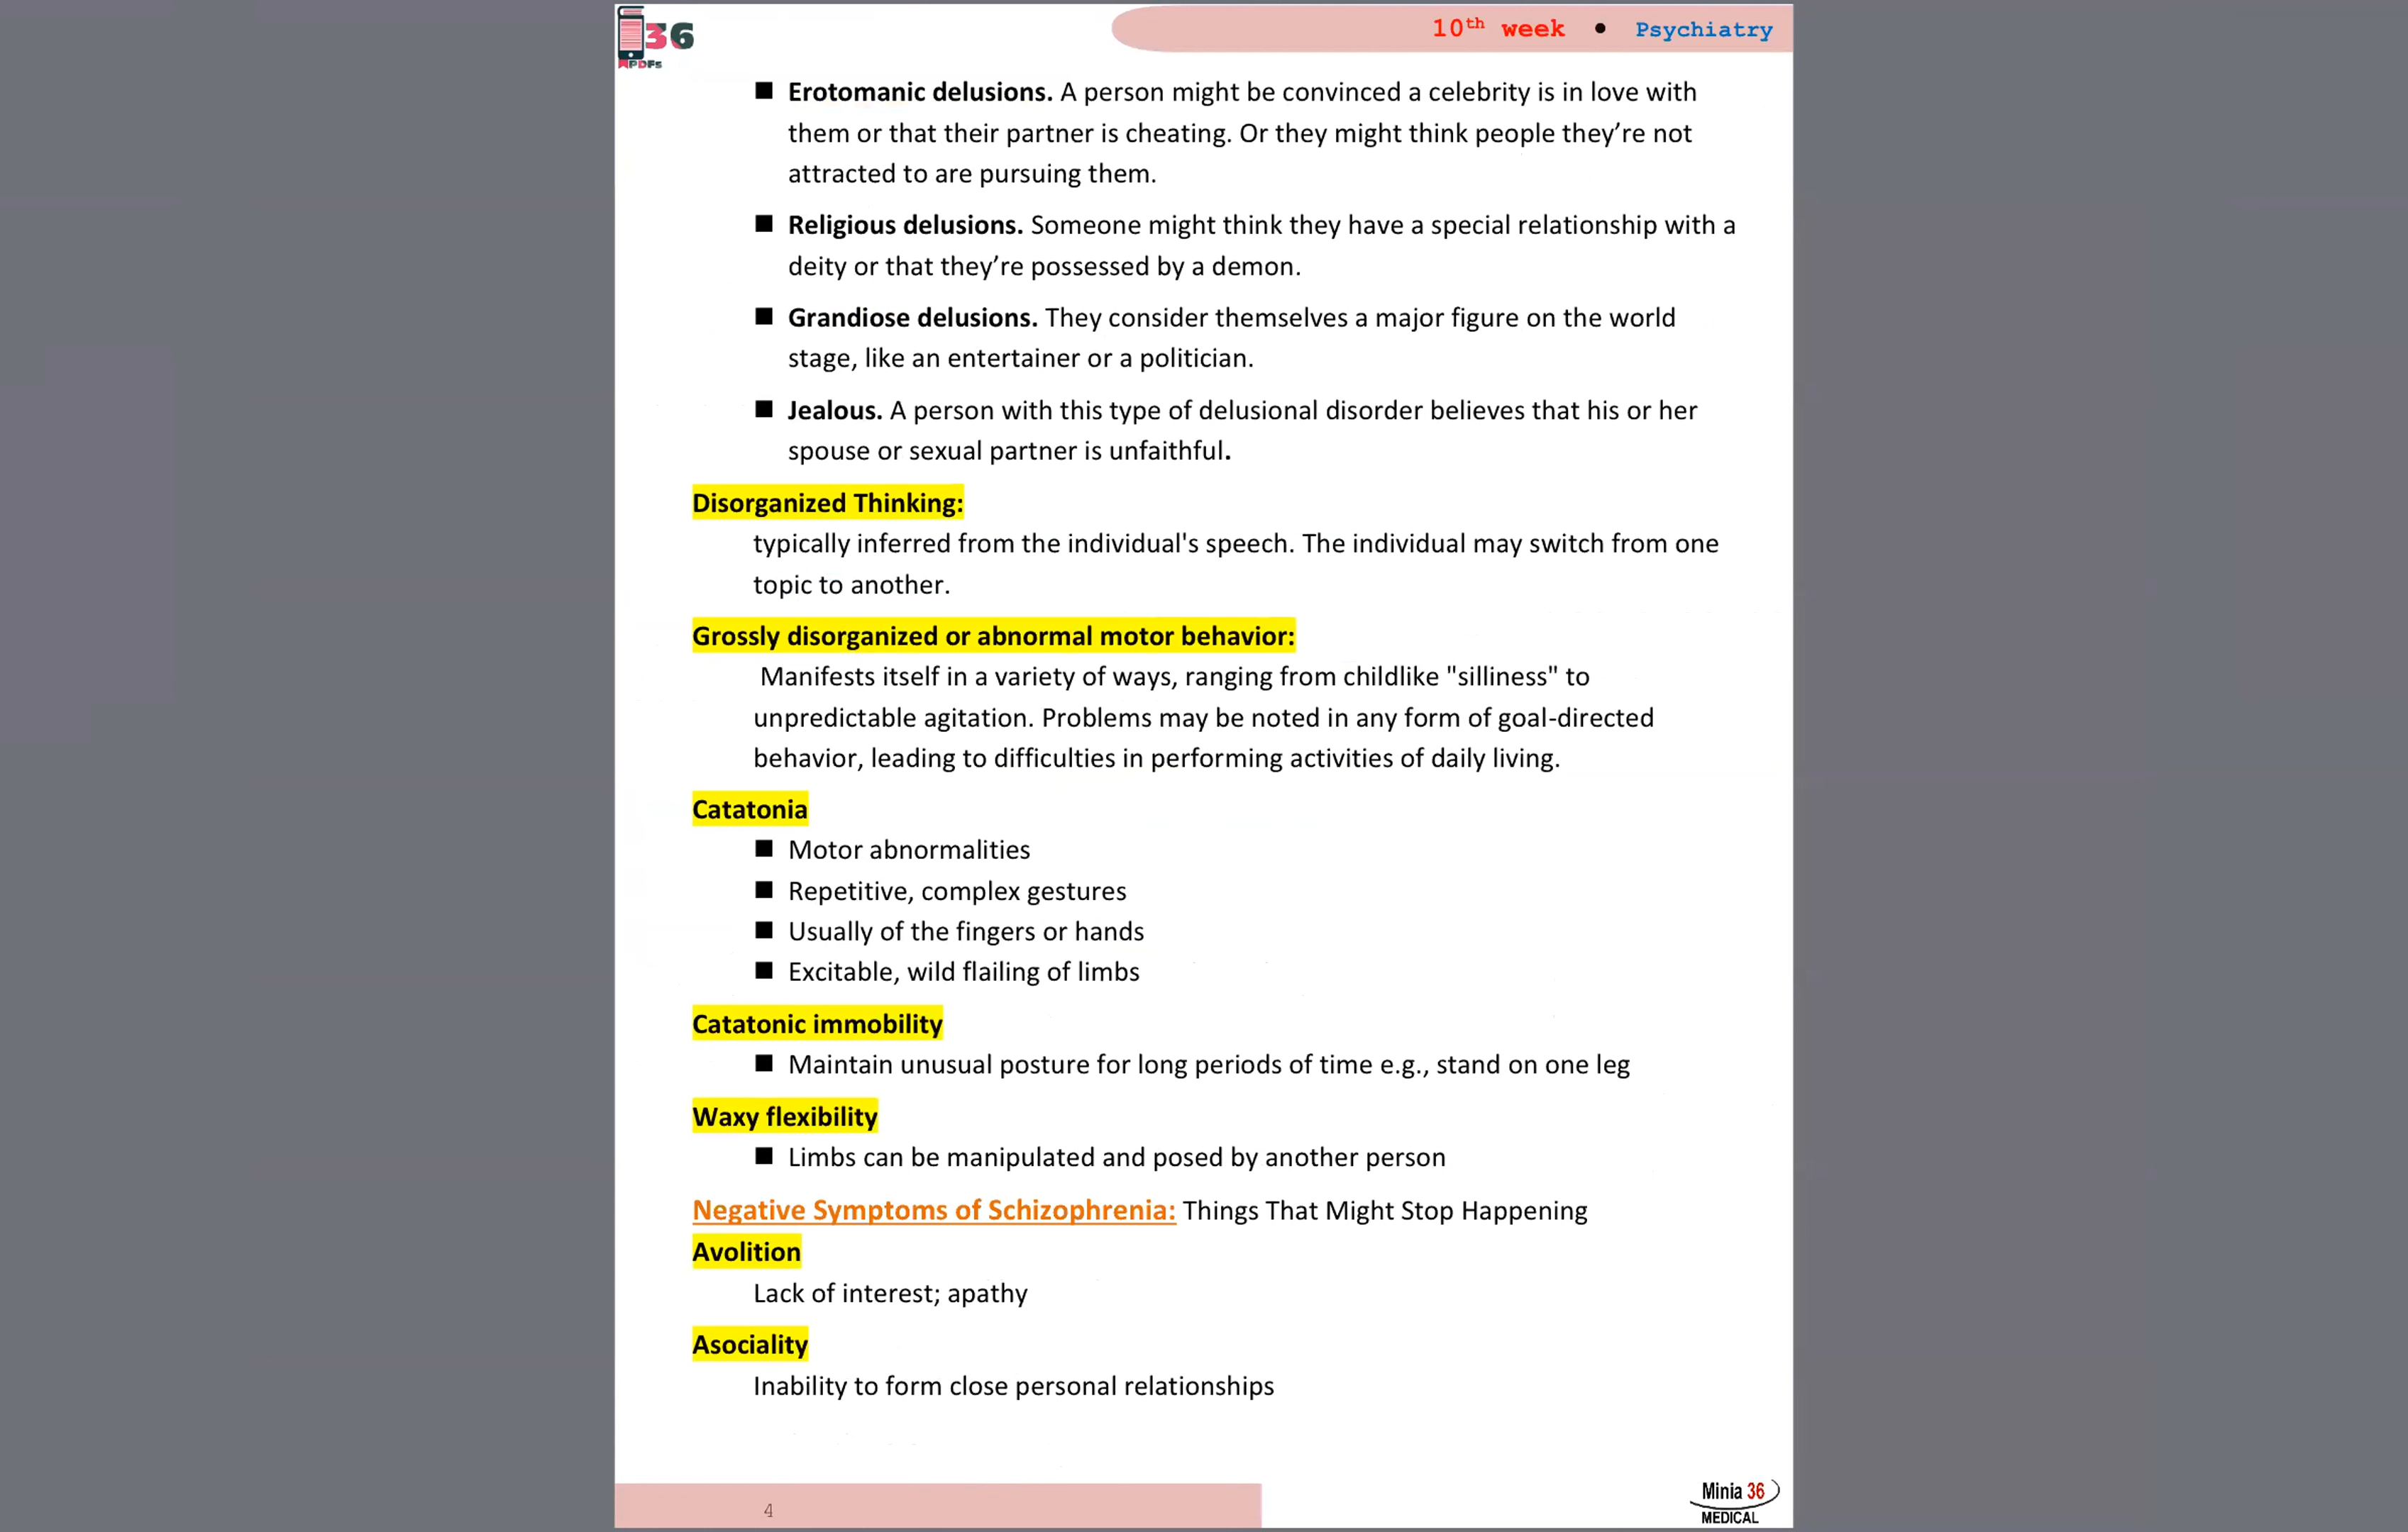 36
PDFs
10th week • Psychiatry
■ Erotomanic delusions. A person might be convinced a celebrity is in love with
them or that their partner is cheating. Or they might think people they’re not
attracted to are pursuing them.
■ Religious delusions. Someone might think they have a special relationship with a
deity or that they’re possessed by a demon.
■ Grandiose delusions. They consider themselves a major figure on the world
stage, like an entertainer or a politician.
■ Jealous. A person with this type of delusional disorder believes that his or her
spouse or sexual partner is unfaithful.
Disorganized Thinking:
typically inferred from the individual's speech. The individual may switch from one
topic to another.
Grossly disorganized or abnormal motor behavior:
Manifests itself in a variety of ways, ranging from childlike "silliness" to
unpredictable agitation. Problems may be noted in any form of goal-directed
behavior, leading to difficulties in performing activities of daily living.
Catatonia
■ Motor abnormalities
■ Repetitive, complex gestures
■ Usually of the fingers or hands
■ Excitable, wild flailing of limbs
Catatonic immobility
■ Maintain unusual posture for long periods of time e.g., stand on one leg
Waxy flexibility
■ Limbs can be manipulated and posed by another person
Negative Symptoms of Schizophrenia: Things That Might Stop Happening
Avolition
Lack of interest; apathy
Asociality
Inability to form close personal relationships
4
Minia 36
MEDICAL